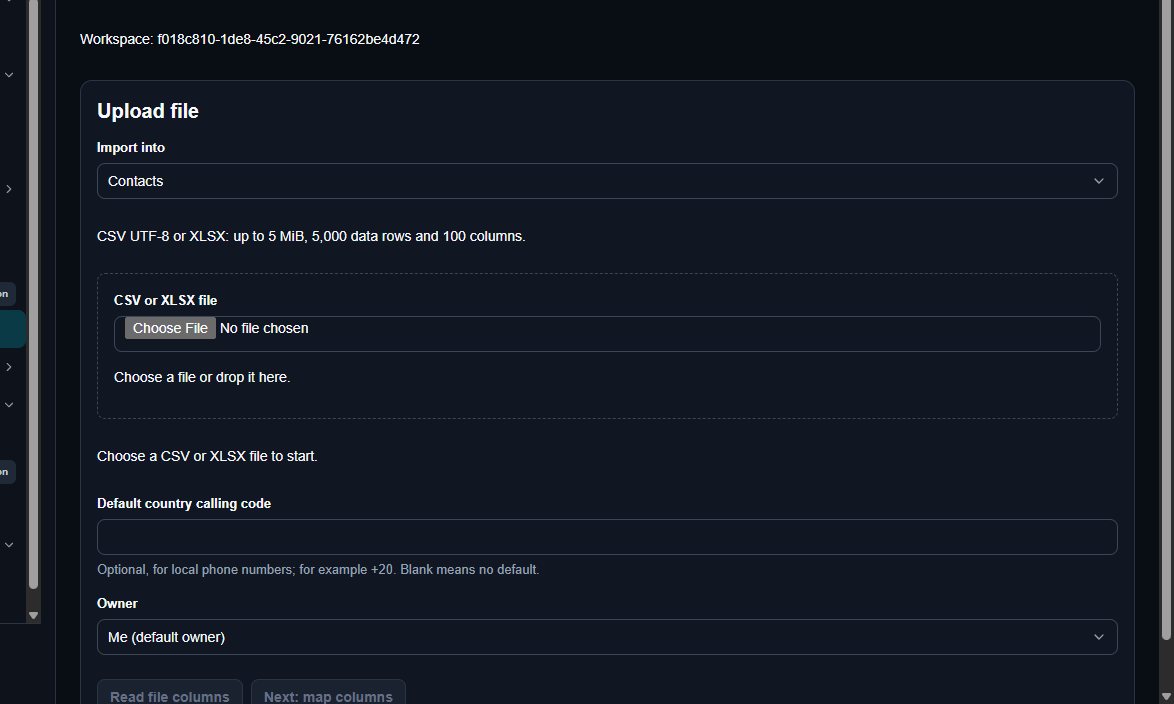 Workspace: f018c810-1de8-45c2-9021-76162be4d472
Upload file
Import into
Contacts
CSV UTF-8 or XLSX: up to 5 MiB, 5,000 data rows and 100 columns.
on
CSV or XLSX file
Choose File No file chosen
Choose a file or drop it here.
Choose a CSV or XLSX file to start.
on
Default country calling code
Optional, for local phone numbers; for example +20. Blank means no default.
Owner
Me (default owner)
Read file columns Next: map columns